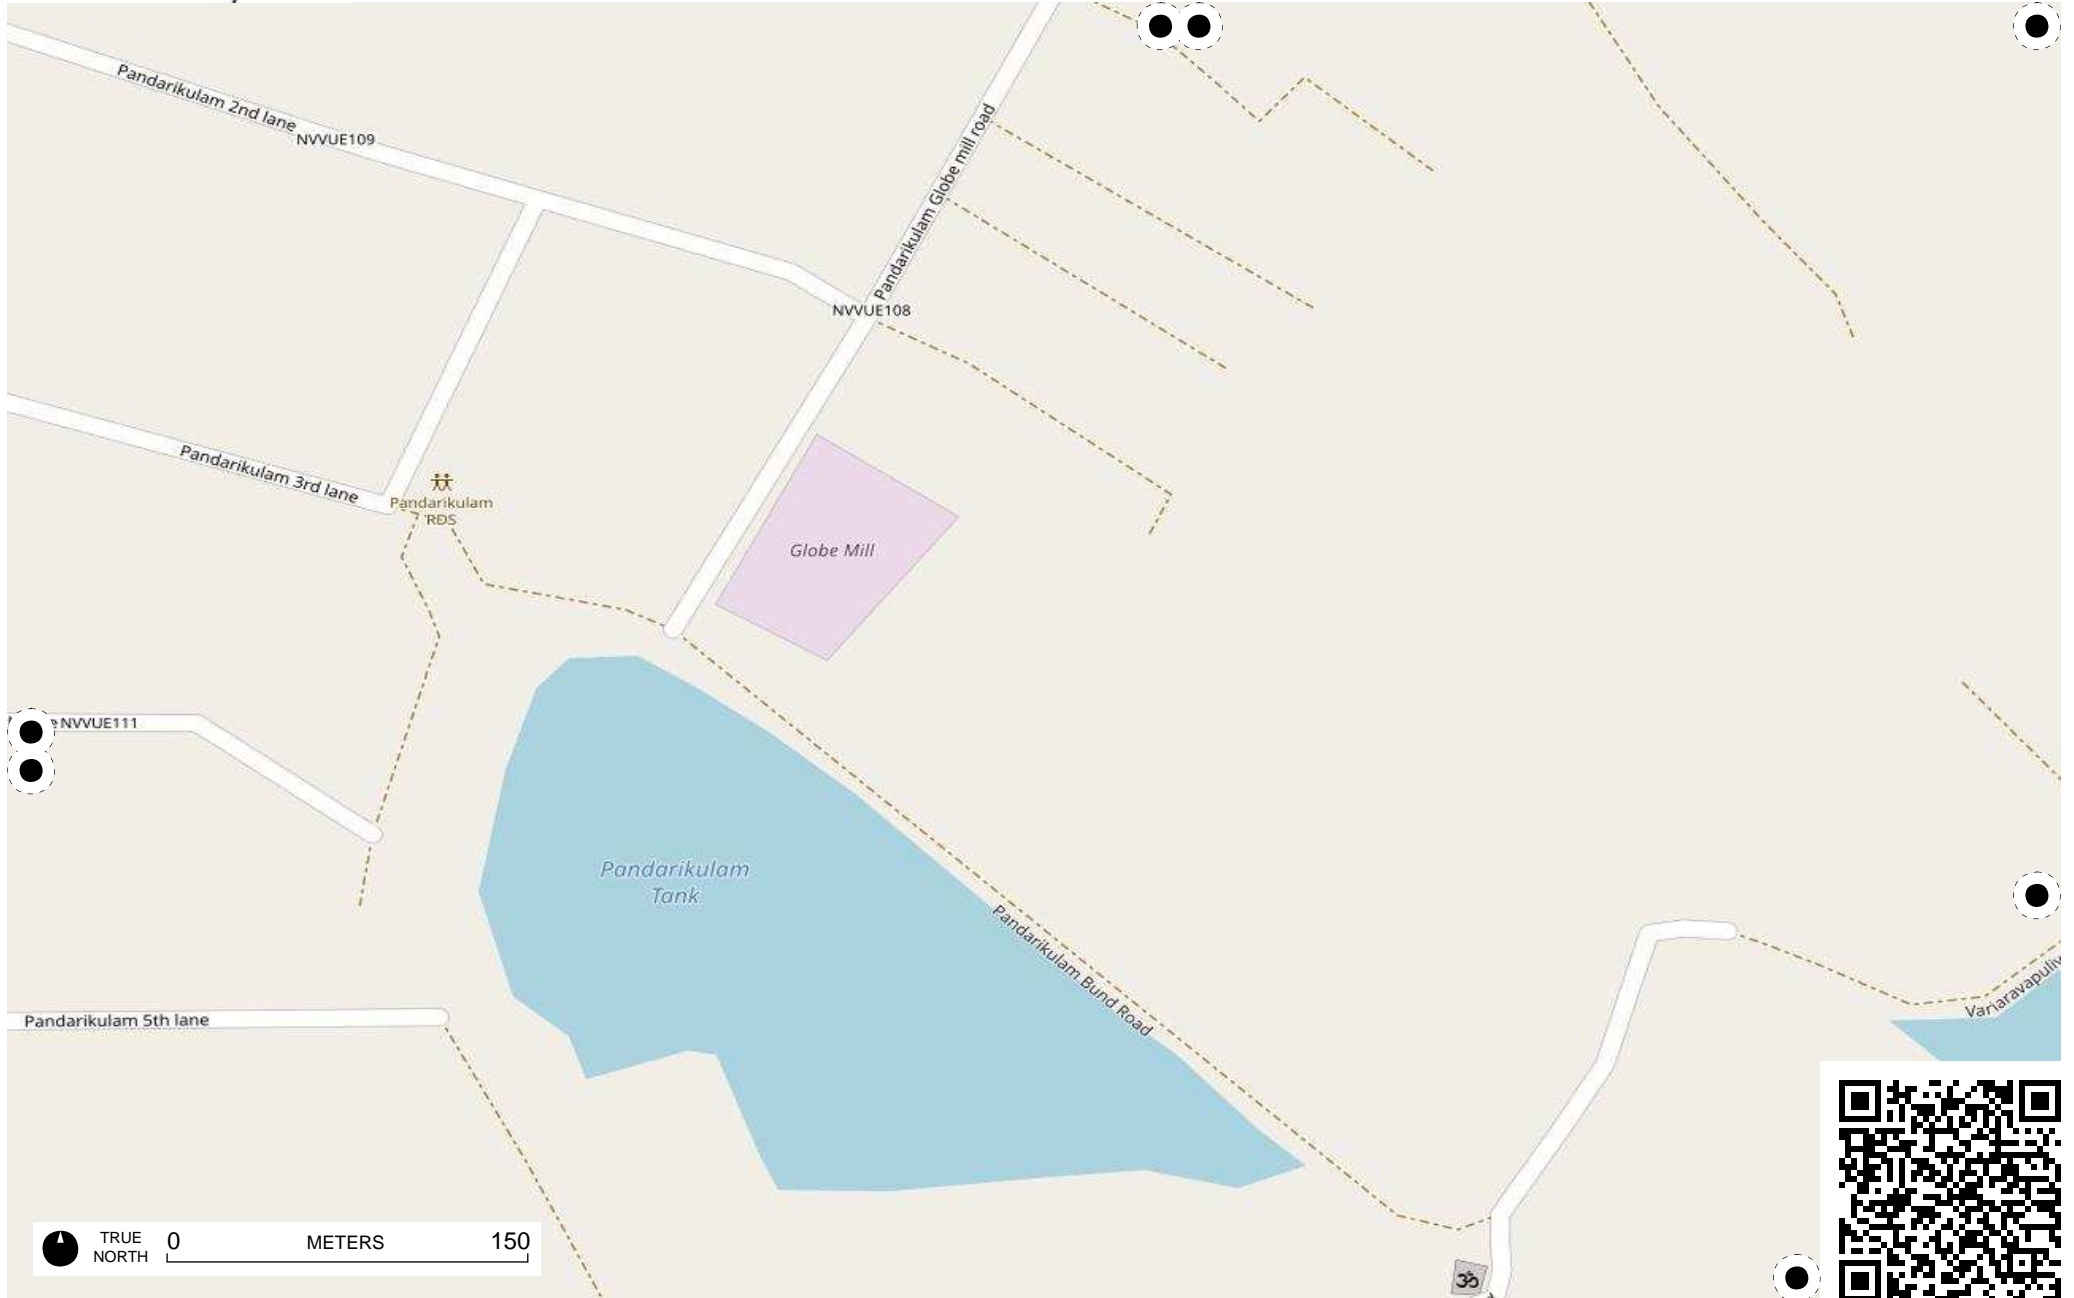 Pandarikulam 2nd lane
NVVUE109
Pandarikulam Globe mill road
NVVUE108
Pandarikulam 3rd lane
Pandarikulam
RDS
Globe Mill
NVVUE111
Pandarikulam
Tank
Pandarikulam Bund Road
Pandarikulam 5th lane
TRUE
NORTH
0
METERS
150
ॐ